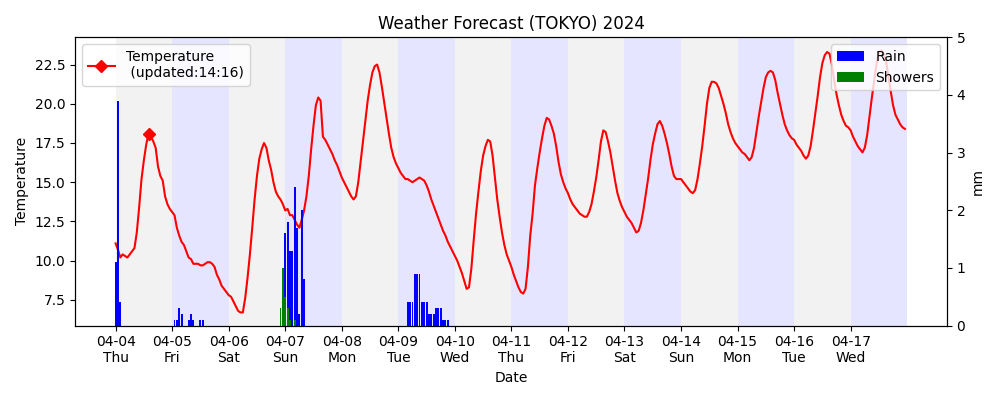 Weather Forecast (TOKYO) 2024
Temperature
(updated:14:16)
Rain
Showers
22.5
20.0
17.5
15.0
12.5
10.0
7.5
Temperature
5
4
3
2
1
0
mm
04-04 04-05 04-06 04-07 04-08 04-09 04-10 04-11 04-12 04-13 04-14 04-15 04-16 04-17
Thu Fri Sat Sun Mon Tue Wed Thu Fri Sat Sun Mon Tue Wed
Date